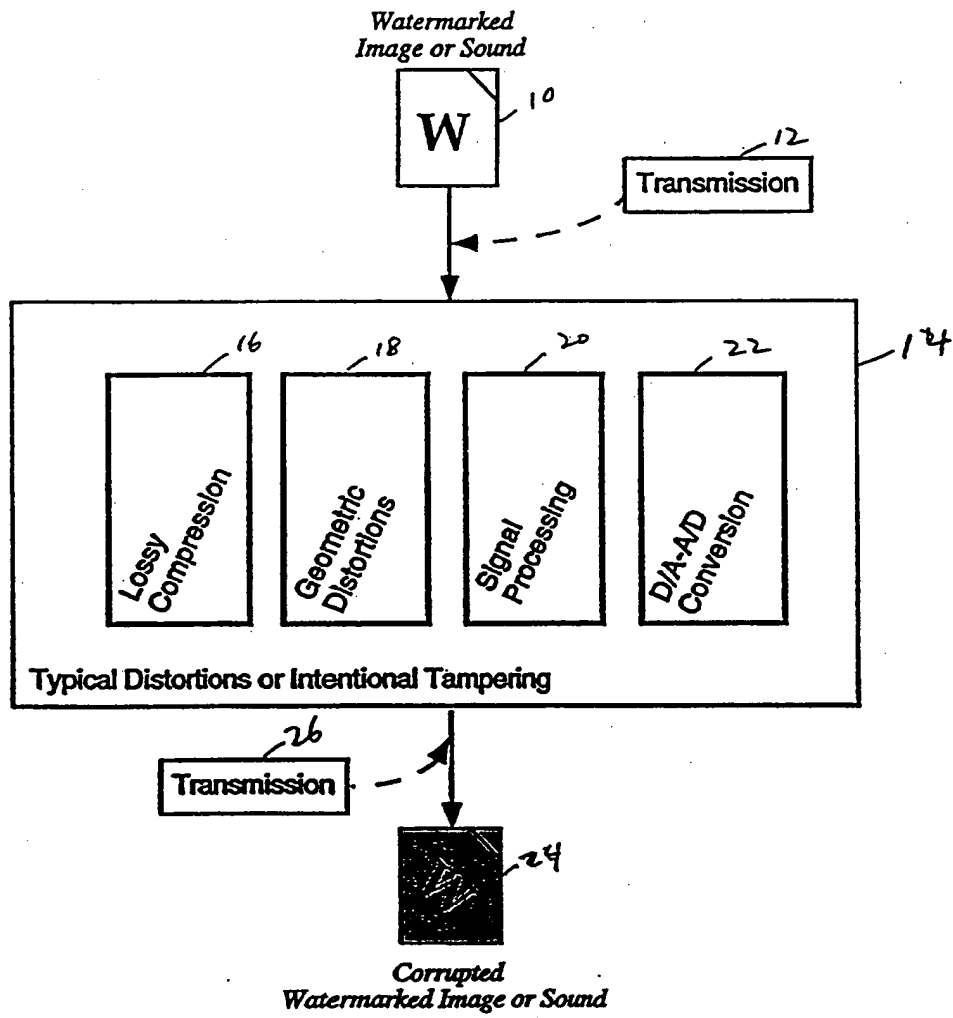 Watermarked
Image or Sound
10
W
12
Transmission
16
18
20
22
14
Lossy
Compression
Geometric
Distortions
Signal
Processing
D/A-A/D
Conversion
Typical Distortions or Intentional Tampering
26
Transmission
24
W
Corrupted
Watermarked Image or Sound